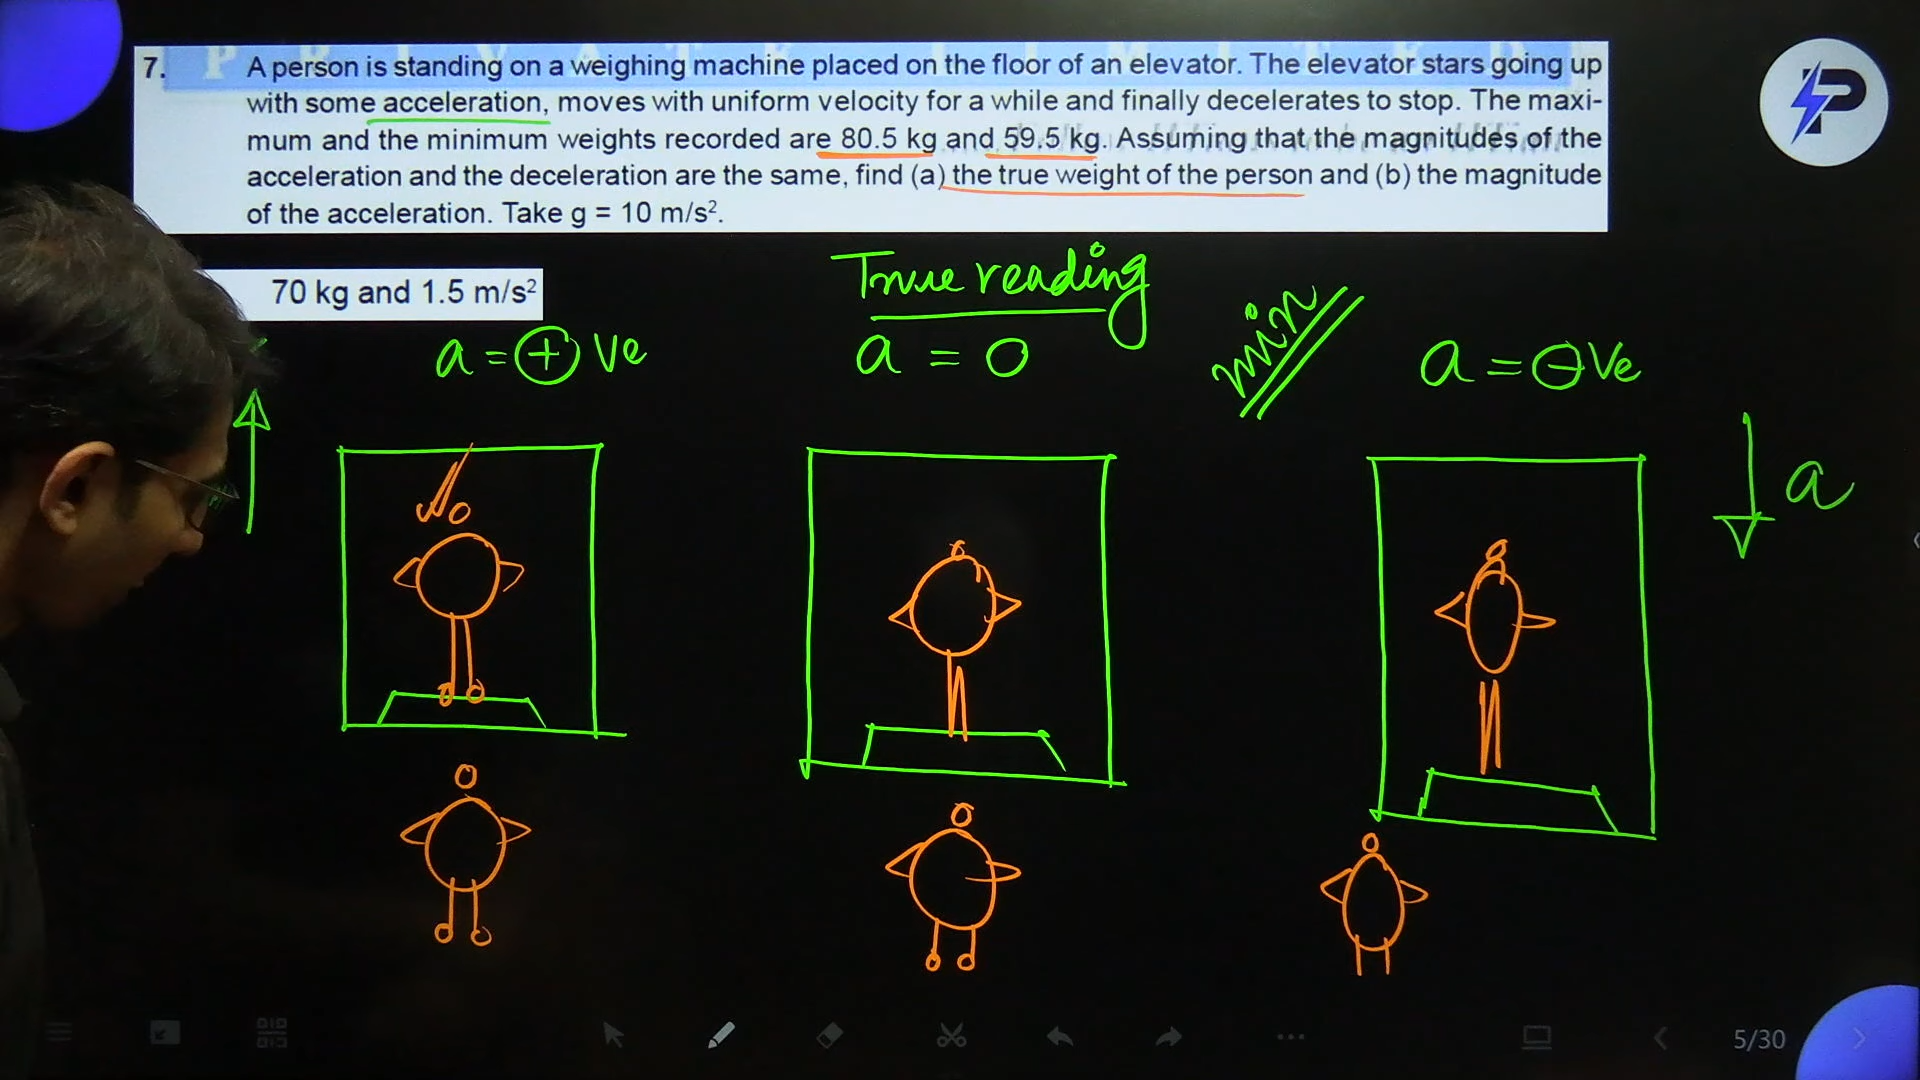 7. A person is standing on a weighing machine placed on the floor of an elevator. The elevator stars going up
with some acceleration, moves with uniform velocity for a while and finally decelerates to stop. The maxi-
mum and the minimum weights recorded are 80.5 kg and 59.5 kg. Assuming that the magnitudes of the
acceleration and the deceleration are the same, find (a) the true weight of the person and (b) the magnitude
of the acceleration. Take g = 10 m/s².
70 kg and 1.5 m/s²
True reading
a = ⊕ ve
a = 0
min
a = ⊖ve
a
5/30